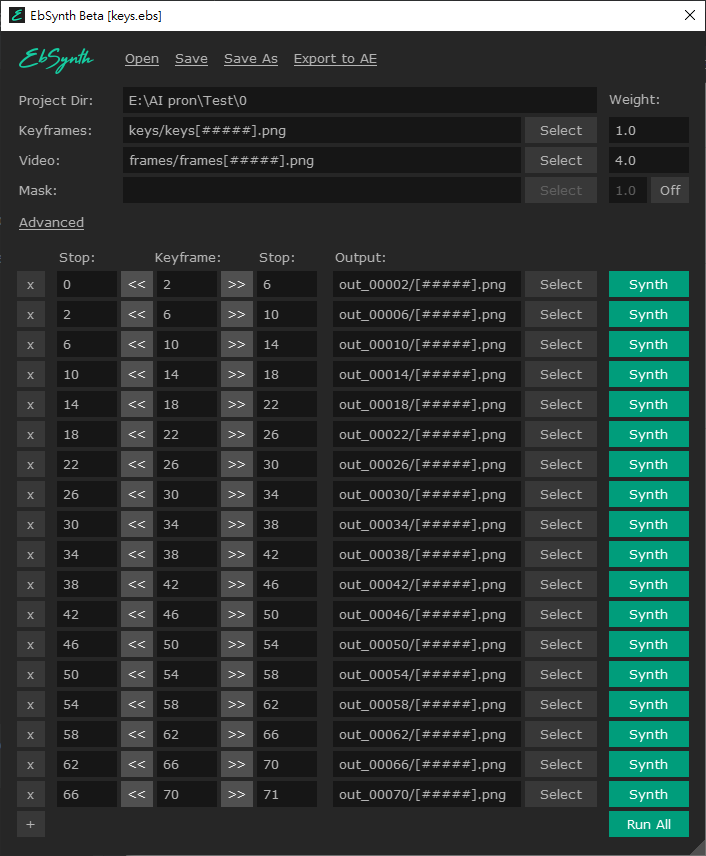 EbSynth Beta [keys.ebs]
EbSynth Open Save Save As Export to AE
Project Dir: E:\AI pron\Test\0 Weight:
Keyframes: keys/keys[#####].png Select 1.0
Video: frames/frames[#####].png Select 4.0
Mask: Select 1.0 Off
Advanced
Stop: Keyframe: Stop: Output:
x 0 << 2 >> 6 out_00002/[#####].png Select Synth
x 2 << 6 >> 10 out_00006/[#####].png Select Synth
x 6 << 10 >> 14 out_00010/[#####].png Select Synth
x 10 << 14 >> 18 out_00014/[#####].png Select Synth
x 14 << 18 >> 22 out_00018/[#####].png Select Synth
x 18 << 22 >> 26 out_00022/[#####].png Select Synth
x 22 << 26 >> 30 out_00026/[#####].png Select Synth
x 26 << 30 >> 34 out_00030/[#####].png Select Synth
x 30 << 34 >> 38 out_00034/[#####].png Select Synth
x 34 << 38 >> 42 out_00038/[#####].png Select Synth
x 38 << 42 >> 46 out_00042/[#####].png Select Synth
x 42 << 46 >> 50 out_00046/[#####].png Select Synth
x 46 << 50 >> 54 out_00050/[#####].png Select Synth
x 50 << 54 >> 58 out_00054/[#####].png Select Synth
x 54 << 58 >> 62 out_00058/[#####].png Select Synth
x 58 << 62 >> 66 out_00062/[#####].png Select Synth
x 62 << 66 >> 70 out_00066/[#####].png Select Synth
x 66 << 70 >> 71 out_00070/[#####].png Select Synth
+ Run All